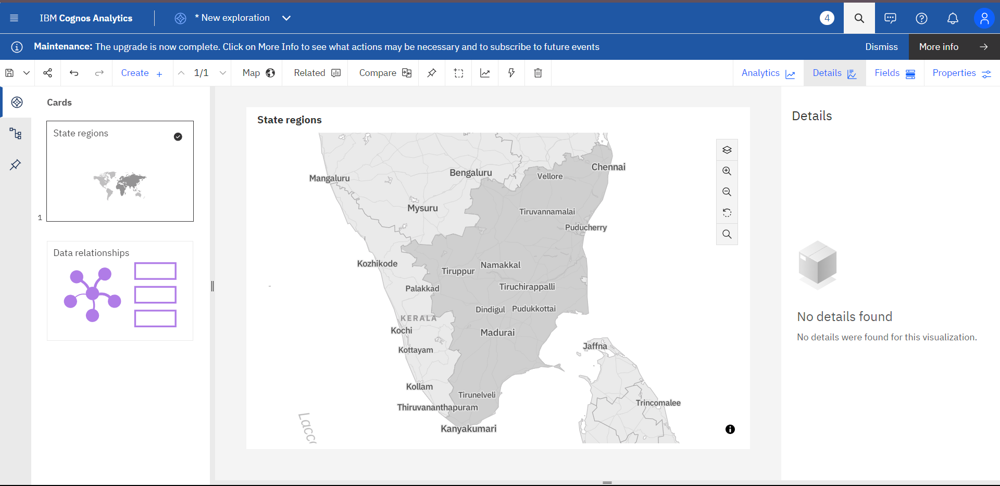 IBM Cognos Analytics
* New exploration
4
Maintenance: The upgrade is now complete. Click on More Info to see what actions may be necessary and to subscribe to future events
Dismiss
More info
Create
1/1
Map
Related
Compare
Analytics
Details
Fields
Properties
Cards
State regions
1
Data relationships
State regions
Chennai
Bengaluru
Vellore
Mangaluru
Mysuru
Tiruvannamalai
Puducherry
Kozhikode
Namakkal
Tiruppur
Palakkad
Tiruchirappalli
Dindigul
Pudukkottai
KERALA
Kochi
Madurai
Jaffna
Kottayam
Kollam
Tirunelveli
Trincomalee
Thiruvananthapuram
Kanyakumari
Details
No details found
No details were found for this visualization.